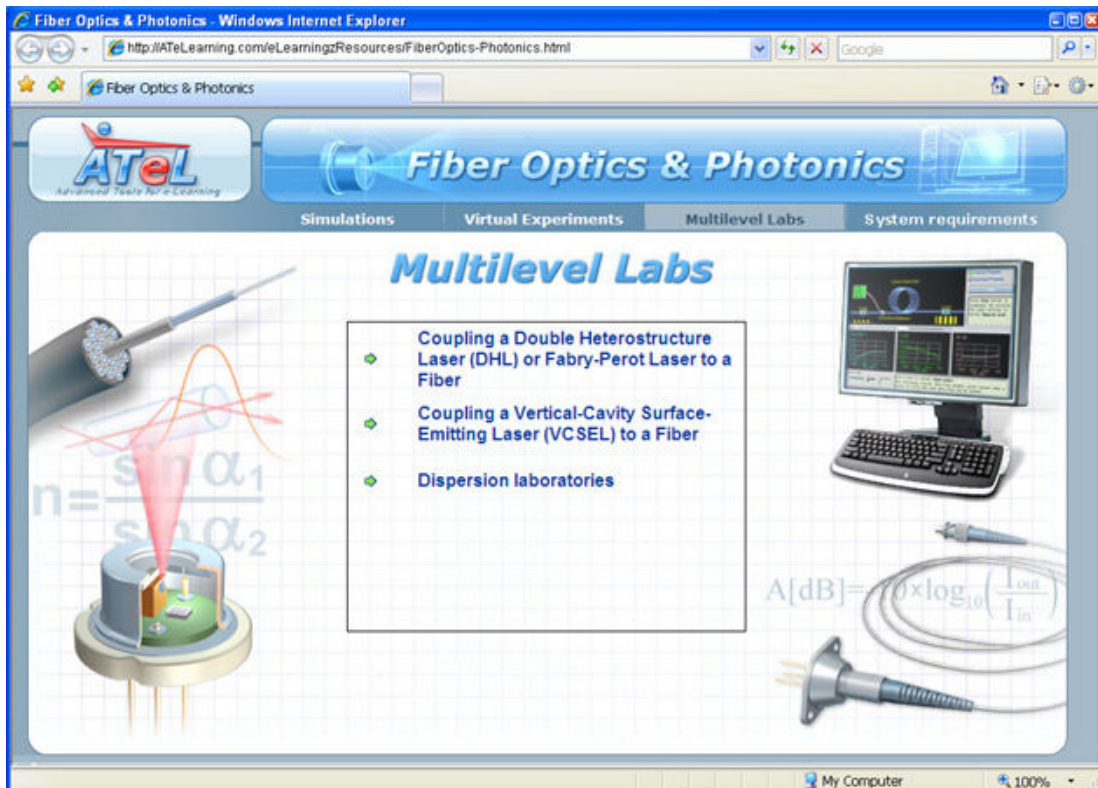 Fiber Optics & Photonics - Windows Internet Explorer
http://ATeLearning.com/eLearningzResources/FiberOptics-Photonics.html
Google
Fiber Optics & Photonics
ATeL
Advanced Tools for e-Learning
Fiber Optics & Photonics
Simulations Virtual Experiments Multilevel Labs System requirements
Multilevel Labs
Coupling a Double Heterostructure
Laser (DHL) or Fabry-Perot Laser to a
Fiber
Coupling a Vertical-Cavity Surface-
Emitting Laser (VCSEL) to a Fiber
Dispersion laboratories
n= sin α1
sin α2
A[dB]= 0×log10(Iout
Iin)
My Computer 100%